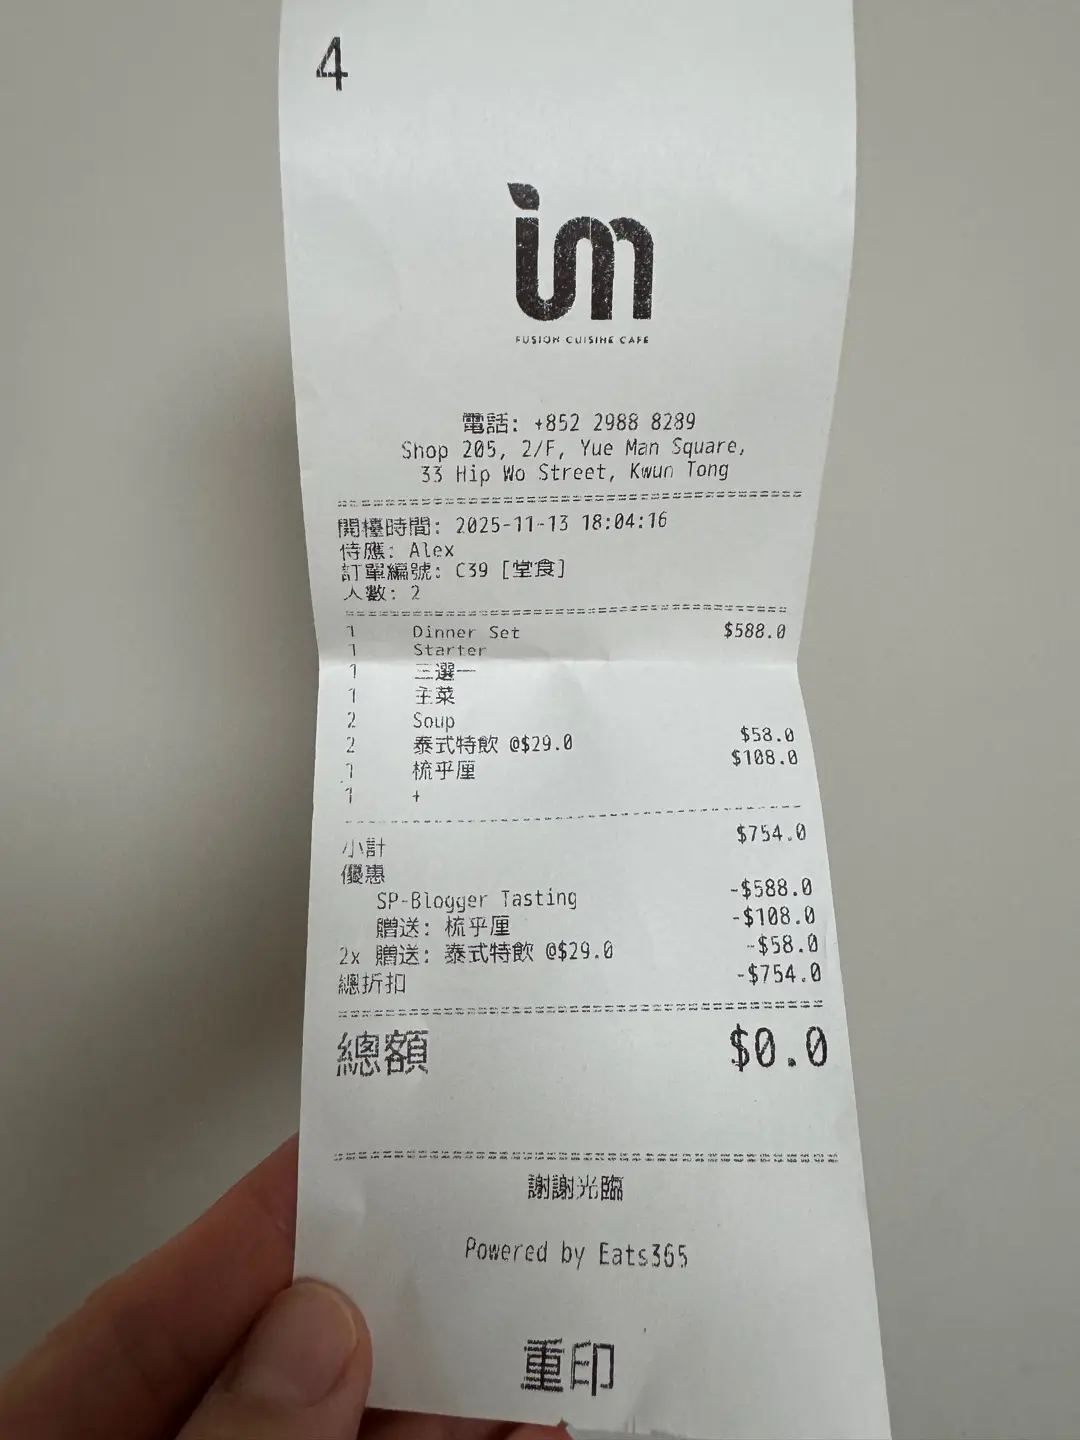 4
im
FUSION CUISINE CAFE
電話: +852 2988 8289
Shop 205, 2/F, Yue Man Square,
33 Hip Wo Street, Kwun Tong
開檯時間: 2025-11-13 18:04:16
侍應: Alex
訂單編號: C39 [堂食]
人數: 2
1 Dinner Set $588.0
1 Starter
1 三選一
1 主菜
2 Soup
2 泰式特飲 @$29.0 $58.0
1 梳乎厘 $108.0
1 +
小計 $754.0
優惠
SP-Blogger Tasting -$588.0
贈送: 梳乎厘 -$108.0
2x 贈送: 泰式特飲 @$29.0 -$58.0
總折扣 -$754.0
總額 $0.0
謝謝光臨
Powered by Eats365
重印